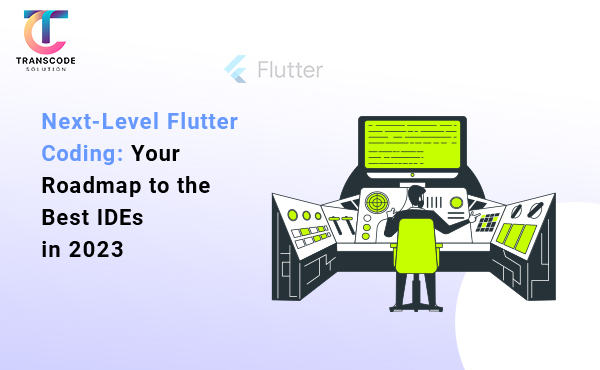 TRANSCODE
SOLUTION
Flutter
Next-Level Flutter
Coding: Your
Roadmap to the
Best IDEs
in 2023